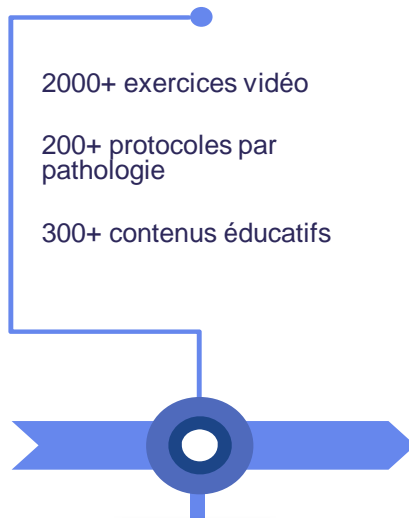 2000+ exercices vidéo
200+ protocoles par
pathologie
300+ contenus éducatifs